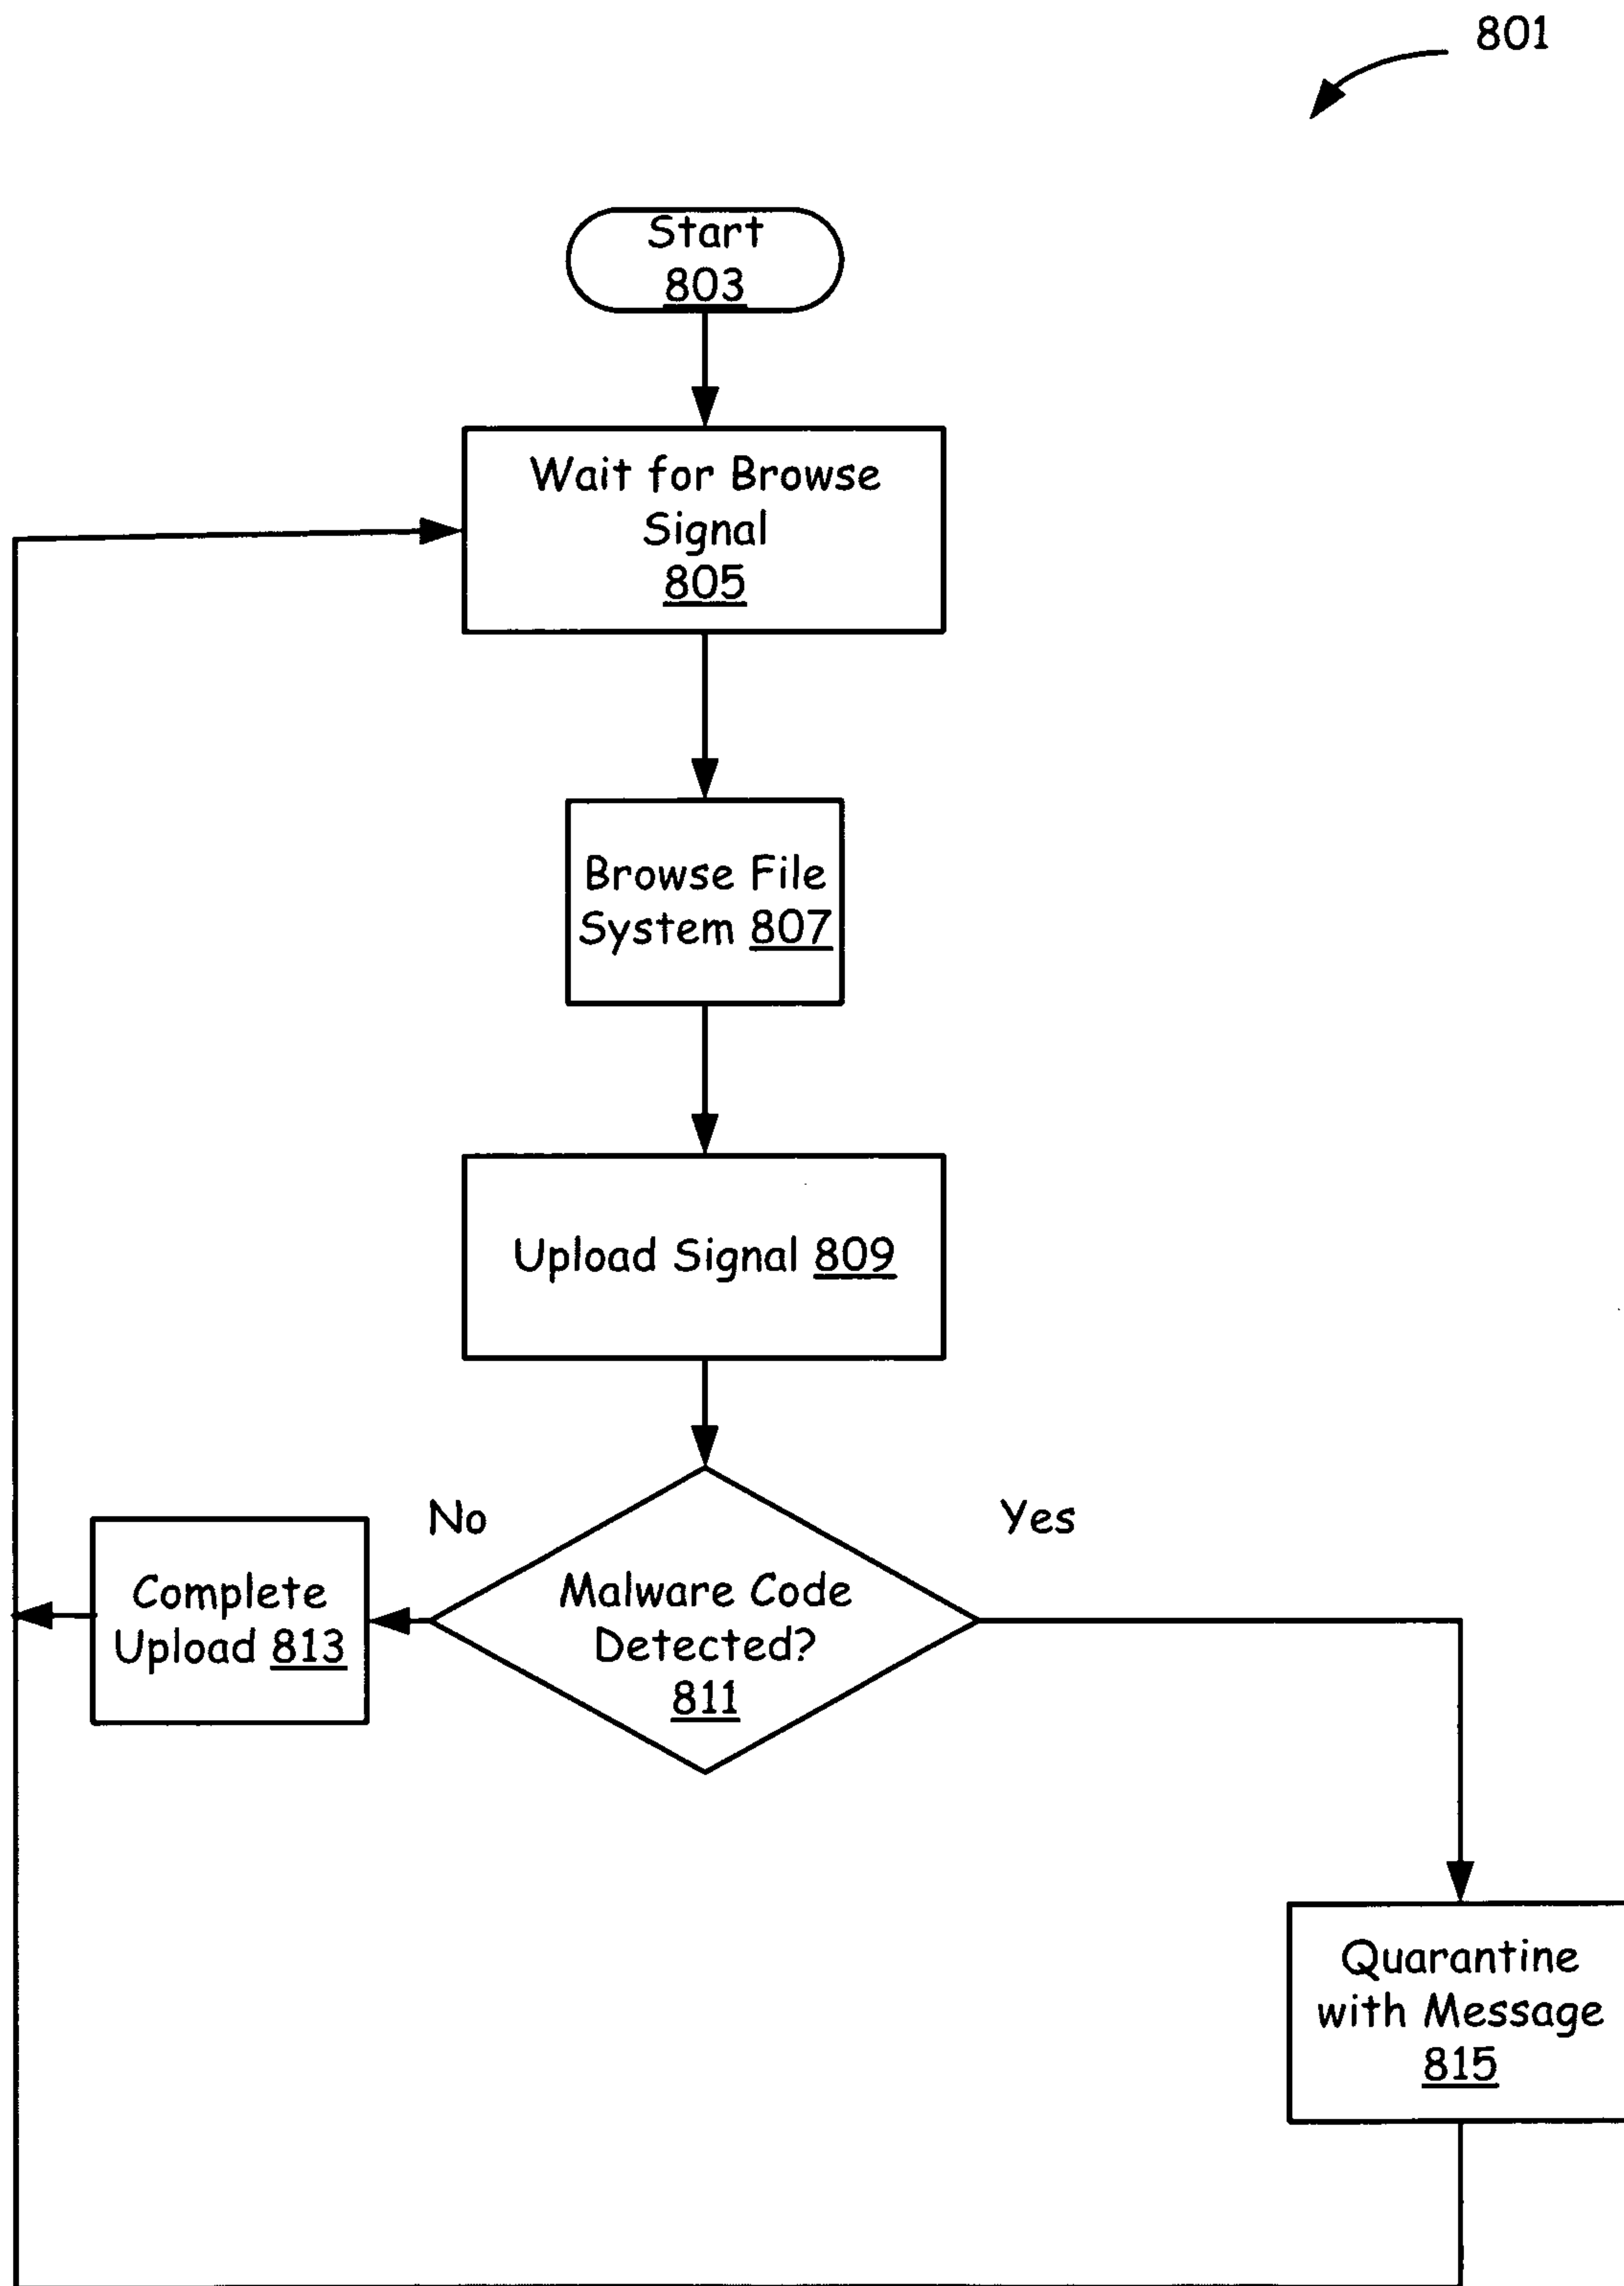 801
Start
803
Wait for Browse
Signal
805
Browse File
System 807
Upload Signal 809
No
Yes
Malware Code
Detected?
811
Complete
Upload 813
Quarantine
with Message
815